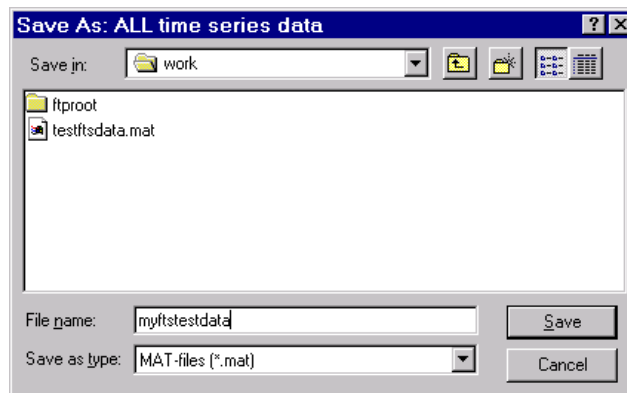 Save As: ALL time series data ? X
Save in: work
ftproot
testftsdata.mat
File name: myftstestdata Save
Save as type: MAT-files (*.mat) Cancel